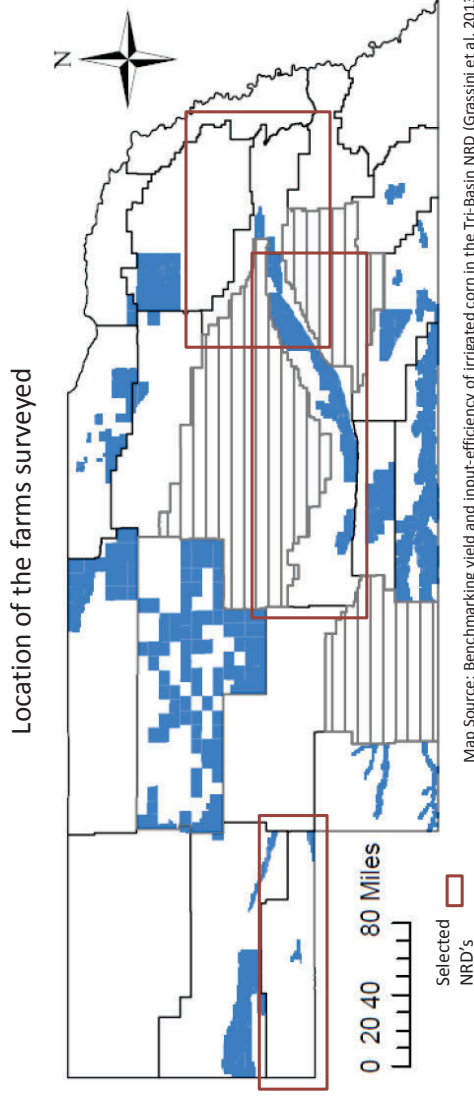 Location of the farms surveyed
N
0 20 40 80 Miles
Selected
NRD's
Map Source: Benchmarking yield and input-efficiency of irrigated corn in the Tri-Basin NRD (Grassini et al. 2013